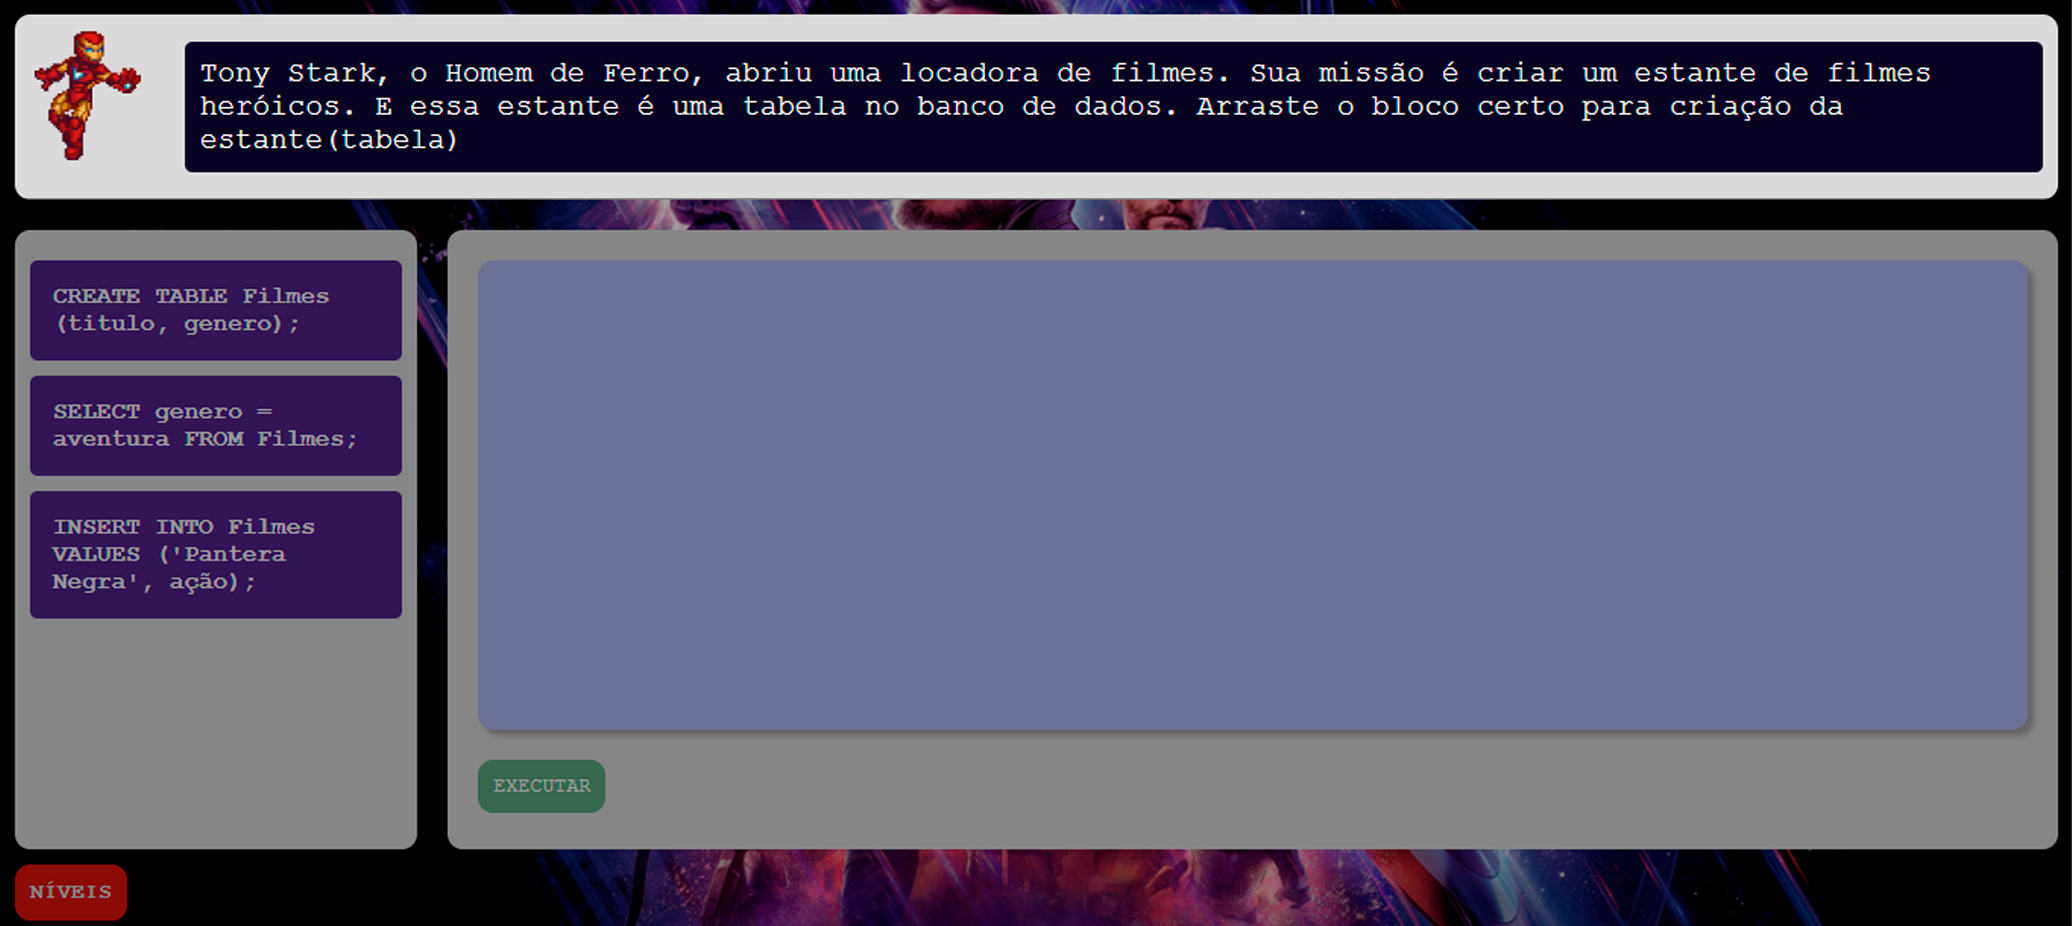 Tony Stark, o Homem de Ferro, abriu uma locadora de filmes. Sua missão é criar um estante de filmes
heróicos. E essa estante é uma tabela no banco de dados. Arraste o bloco certo para criação da
estante(tabela)
CREATE TABLE Filmes
(titulo, genero);
SELECT genero =
aventura FROM Filmes;
INSERT INTO Filmes
VALUES ('Pantera
Negra', ação);
EXECUTAR
NÍVEIS